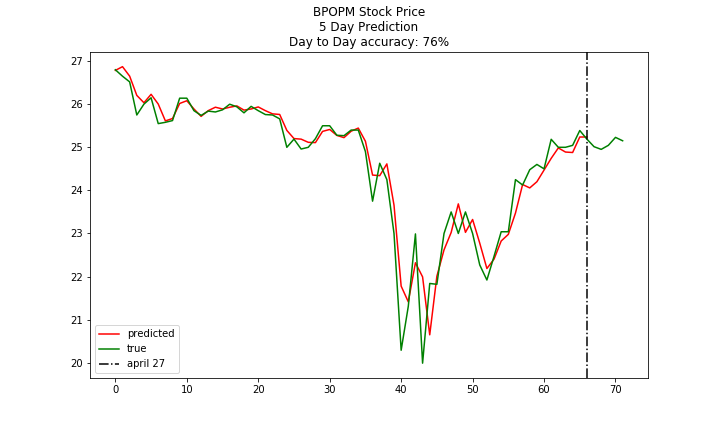 BPOPM Stock Price
5 Day Prediction
Day to Day accuracy: 76%
27
26
25
24
23
22
21
20
predicted
true
april 27
0 10 20 30 40 50 60 70